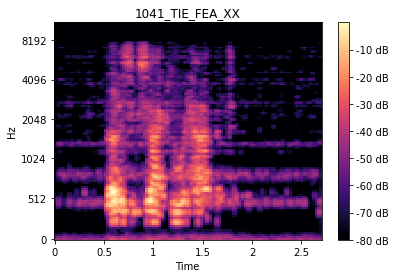 1041_TIE_FEA_XX
8192
4096
2048
1024
512
0
Hz
0
0.5
1
1.5
2
2.5
Time
-10 dB
-20 dB
-30 dB
-40 dB
-50 dB
-60 dB
-70 dB
-80 dB